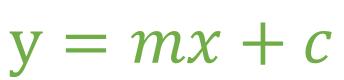 y = mx + c